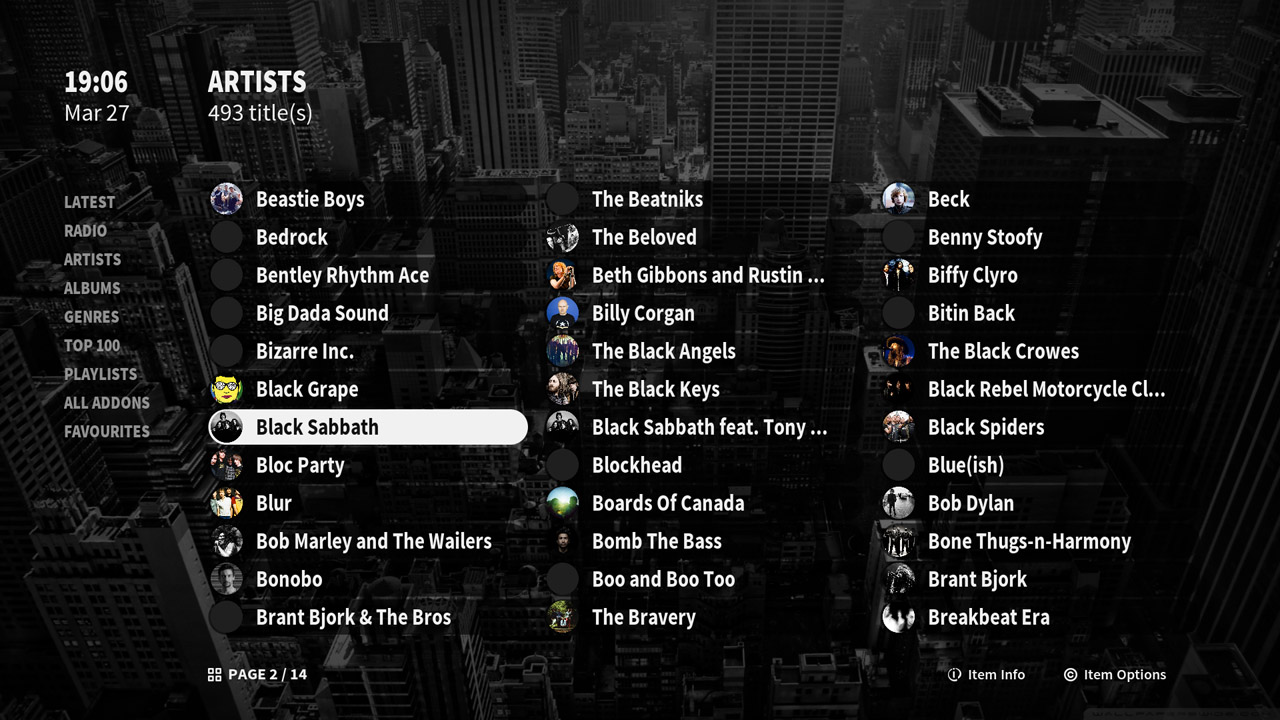 19:06
Mar 27
ARTISTS
493 title(s)
LATEST
RADIO
ARTISTS
ALBUMS
GENRES
TOP 100
PLAYLISTS
ALL ADDONS
FAVOURITES
Beastie Boys
The Beatniks
Beck
Bedrock
The Beloved
Benny Stoofy
Bentley Rhythm Ace
Beth Gibbons and Rustin ...
Biffy Clyro
Big Dada Sound
Billy Corgan
Bitin Back
Bizarre Inc.
The Black Angels
The Black Crowes
Black Grape
The Black Keys
Black Rebel Motorcycle Cl...
Black Sabbath
Black Sabbath feat. Tony ...
Black Spiders
Bloc Party
Blockhead
Blue(ish)
Blur
Boards Of Canada
Bob Dylan
Bob Marley and The Wailers
Bomb The Bass
Bone Thugs-n-Harmony
Bonobo
Boo and Boo Too
Brant Bjork
Brant Bjork & The Bros
The Bravery
Breakbeat Era
PAGE 2 / 14
Item Info
Item Options